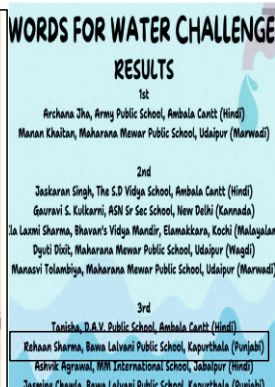 WORDS FOR WATER CHALLENGE
RESULTS
1st
Archana Jha, Army Public School, Ambala Cantt (Hindi)
Manan Khaitan, Maharana Mewar Public School, Udaipur (Marwadi)
2nd
Jaskaran Singh, The S.D Vidya School, Ambala Cantt (Hindi)
Gauravi S. Kulkarni, ASN Sr Sec School, New Delhi (Kannada)
Laxmi Sharma, Bhavan's Vidya Mandir, Elamakkara, Kochi (Malayalam
Dyuti Dixit, Maharana Mewar Public School, Udaipur (Wagdi)
Manasvi Tolambiya, Maharana Mewar Public School, Udaipur (Marwadi)
3rd
Tanisha, D.A.V. Public School, Ambala Cantt (Hindi)
Rehaan Sharma, Bawa Lalvani Public School, Kapurthala (Punjabi)
Ashvik Agrawal, MM International School, Jabalpur (Hindi)
Jasmine Chawla, Bawa Lalvani Public School, Kapurthala (Punjabi)